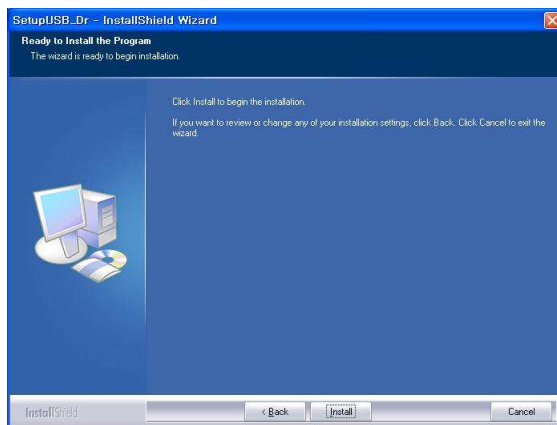 SetupUSB_Dr - InstallShield Wizard
Ready to Install the Program
The wizard is ready to begin installation.
Click Install to begin the installation.
If you want to review or change any of your installation settings, click Back. Click Cancel to exit the
wizard.
InstallShield
< Back
Install
Cancel